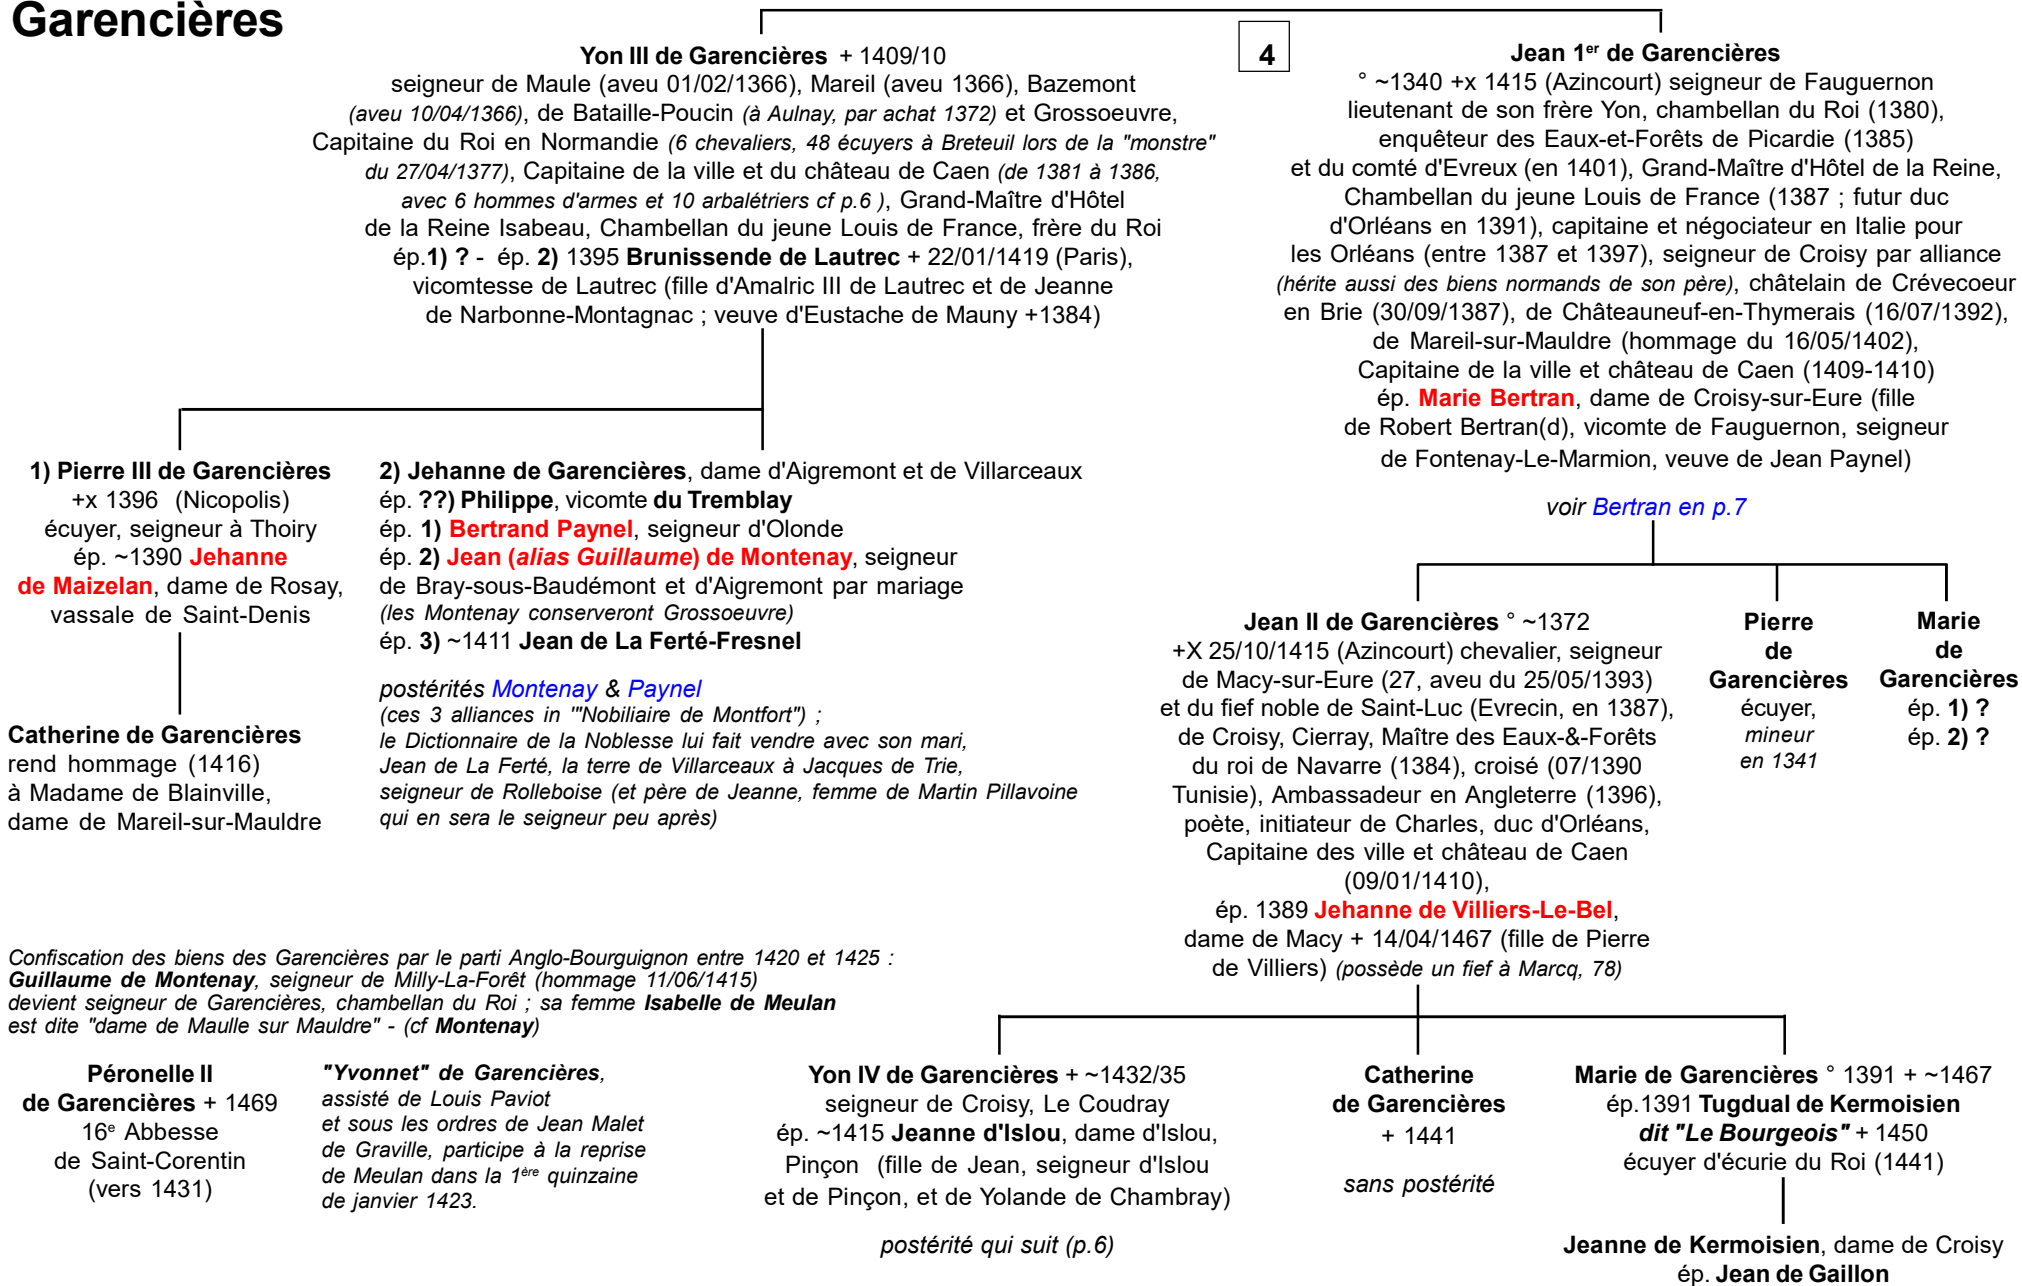 Garencières
Yon III de Garencières + 1409/10
seigneur de Maule (aveu 01/02/1366), Mareil (aveu 1366), Bazemont
(aveu 10/04/1366), de Bataille-Poucin (à Aulnay, par achat 1372) et Grossoeuvre,
Capitaine du Roi en Normandie (6 chevaliers, 48 écuyers à Breteuil lors de la "monstre"
du 27/04/1377), Capitaine de la ville et du château de Caen (de 1381 à 1386,
avec 6 hommes d'armes et 10 arbalétriers cf p.6 ), Grand-Maître d'Hôtel
de la Reine Isabeau, Chambellan du jeune Louis de France, frère du Roi
ép.1) ? - ép. 2) 1395 Brunissende de Lautrec + 22/01/1419 (Paris),
vicomtesse de Lautrec (fille d'Amalric III de Lautrec et de Jeanne
de Narbonne-Montagnac ; veuve d'Eustache de Mauny +1384)
4
Jean 1er de Garencières
° ~1340 +x 1415 (Azincourt) seigneur de Fauguernon
lieutenant de son frère Yon, chambellan du Roi (1380),
enquêteur des Eaux-et-Forêts de Picardie (1385)
et du comté d'Evreux (en 1401), Grand-Maître d'Hôtel de la Reine,
Chambellan du jeune Louis de France (1387 ; futur duc
d'Orléans en 1391), capitaine et négociateur en Italie pour
les Orléans (entre 1387 et 1397), seigneur de Croisy par alliance
(hérite aussi des biens normands de son père), châtelain de Crévecoeur
en Brie (30/09/1387), de Châteauneuf-en-Thymerais (16/07/1392),
de Mareil-sur-Mauldre (hommage du 16/05/1402),
Capitaine de la ville et château de Caen (1409-1410)
ép. Marie Bertran, dame de Croisy-sur-Eure (fille
de Robert Bertran(d), vicomte de Fauguernon, seigneur
de Fontenay-Le-Marmion, veuve de Jean Paynel)
voir Bertran en p.7
1) Pierre III de Garencières
+x 1396 (Nicopolis)
écuyer, seigneur à Thoiry
ép. ~1390 Jehanne
de Maizelan, dame de Rosay,
vassale de Saint-Denis
2) Jehanne de Garencières, dame d'Aigremont et de Villarceaux
ép. ??) Philippe, vicomte du Tremblay
ép. 1) Bertrand Paynel, seigneur d'Olonde
ép. 2) Jean (alias Guillaume) de Montenay, seigneur
de Bray-sous-Baudémont et d'Aigremont par mariage
(les Montenay conserveront Grossoeuvre)
ép. 3) ~1411 Jean de La Ferté-Fresnel
postérités Montenay & Paynel
(ces 3 alliances in '"Nobiliaire de Montfort") ;
le Dictionnaire de la Noblesse lui fait vendre avec son mari,
Jean de La Ferté, la terre de Villarceaux à Jacques de Trie,
seigneur de Rolleboise (et père de Jeanne, femme de Martin Pillavoine
qui en sera le seigneur peu après)
Catherine de Garencières
rend hommage (1416)
à Madame de Blainville,
dame de Mareil-sur-Mauldre
Jean II de Garencières ° ~1372
+X 25/10/1415 (Azincourt) chevalier, seigneur
de Macy-sur-Eure (27, aveu du 25/05/1393)
et du fief noble de Saint-Luc (Evrecin, en 1387),
de Croisy, Cierray, Maître des Eaux-&-Forêts
du roi de Navarre (1384), croisé (07/1390
Tunisie), Ambassadeur en Angleterre (1396),
poète, initiateur de Charles, duc d'Orléans,
Capitaine des ville et château de Caen
(09/01/1410),
ép. 1389 Jehanne de Villiers-Le-Bel,
dame de Macy + 14/04/1467 (fille de Pierre
de Villiers) (possède un fief à Marcq, 78)
Pierre
de
Garencières
écuyer,
mineur
en 1341
Marie
de
Garencières
ép. 1) ?
ép. 2) ?
Confiscation des biens des Garencières par le parti Anglo-Bourguignon entre 1420 et 1425 :
Guillaume de Montenay, seigneur de Milly-La-Forêt (hommage 11/06/1415)
devient seigneur de Garencières, chambellan du Roi ; sa femme Isabelle de Meulan
est dite "dame de Maulle sur Mauldre" - (cf Montenay)
Péronelle II
de Garencières + 1469
16e Abbesse
de Saint-Corentin
(vers 1431)
"Yvonnet" de Garencières,
assisté de Louis Paviot
et sous les ordres de Jean Malet
de Graville, participe à la reprise
de Meulan dans la 1ère quinzaine
de janvier 1423.
Yon IV de Garencières + ~1432/35
seigneur de Croisy, Le Coudray
ép. ~1415 Jeanne d'Islou, dame d'Islou,
Pinçon (fille de Jean, seigneur d'Islou
et de Pinçon, et de Yolande de Chambray)
postérité qui suit (p.6)
Catherine
de Garencières
+ 1441
sans postérité
Marie de Garencières ° 1391 + ~1467
ép.1391 Tugdual de Kermoisien
dit "Le Bourgeois" + 1450
écuyer d'écurie du Roi (1441)
Jeanne de Kermoisien, dame de Croisy
ép. Jean de Gaillon